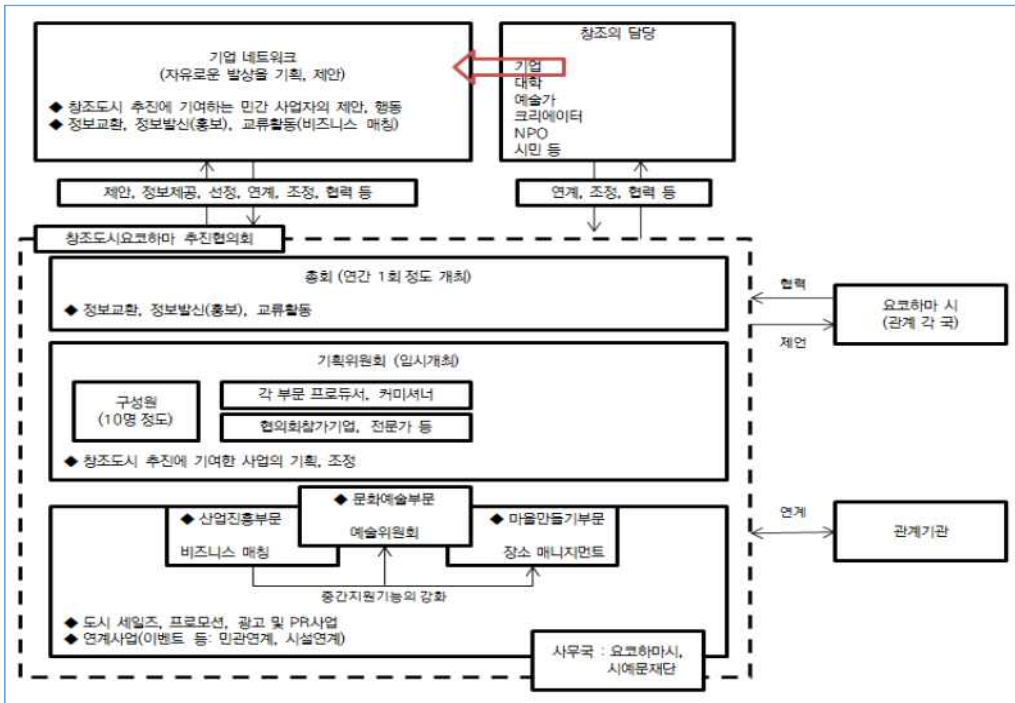 기업 네트워크
(자유로운 발상을 기획, 제안)
◆ 창조도시 추진에 기여하는 민간 사업자의 제안, 행동
◆ 정보교환, 정보발신(홍보), 교류활동(비즈니스 매칭)
창조의 담당
기업
대학
예술가
크리에이터
NPO
시민 등
제안, 정보제공, 선정, 연계, 조정, 협력 등
연계, 조정, 협력 등
창조도시요코하마 추진협의회
총회 (연간 1회 정도 개최)
◆ 정보교환, 정보발신(홍보), 교류활동
협력
요코하마 시
(관계 각 국)
제언
기획위원회 (임시개최)
구성원
(10명 정도)
각 부문 프로듀서, 커미셔너
협의회참가기업, 전문가 등
◆ 창조도시 추진에 기여한 사업의 기획, 조정
◆ 문화예술부문
예술위원회
◆ 산업진흥부문
비즈니스 매칭
◆ 마을만들기부문
장소 매니지먼트
연계
관계기관
중간지원기능의 강화
◆ 도시 세일즈, 프로모션, 광고 및 PR사업
◆ 연계사업(이벤트 등: 민관연계, 시설연계)
사무국 : 요코하마시,
시예문재단